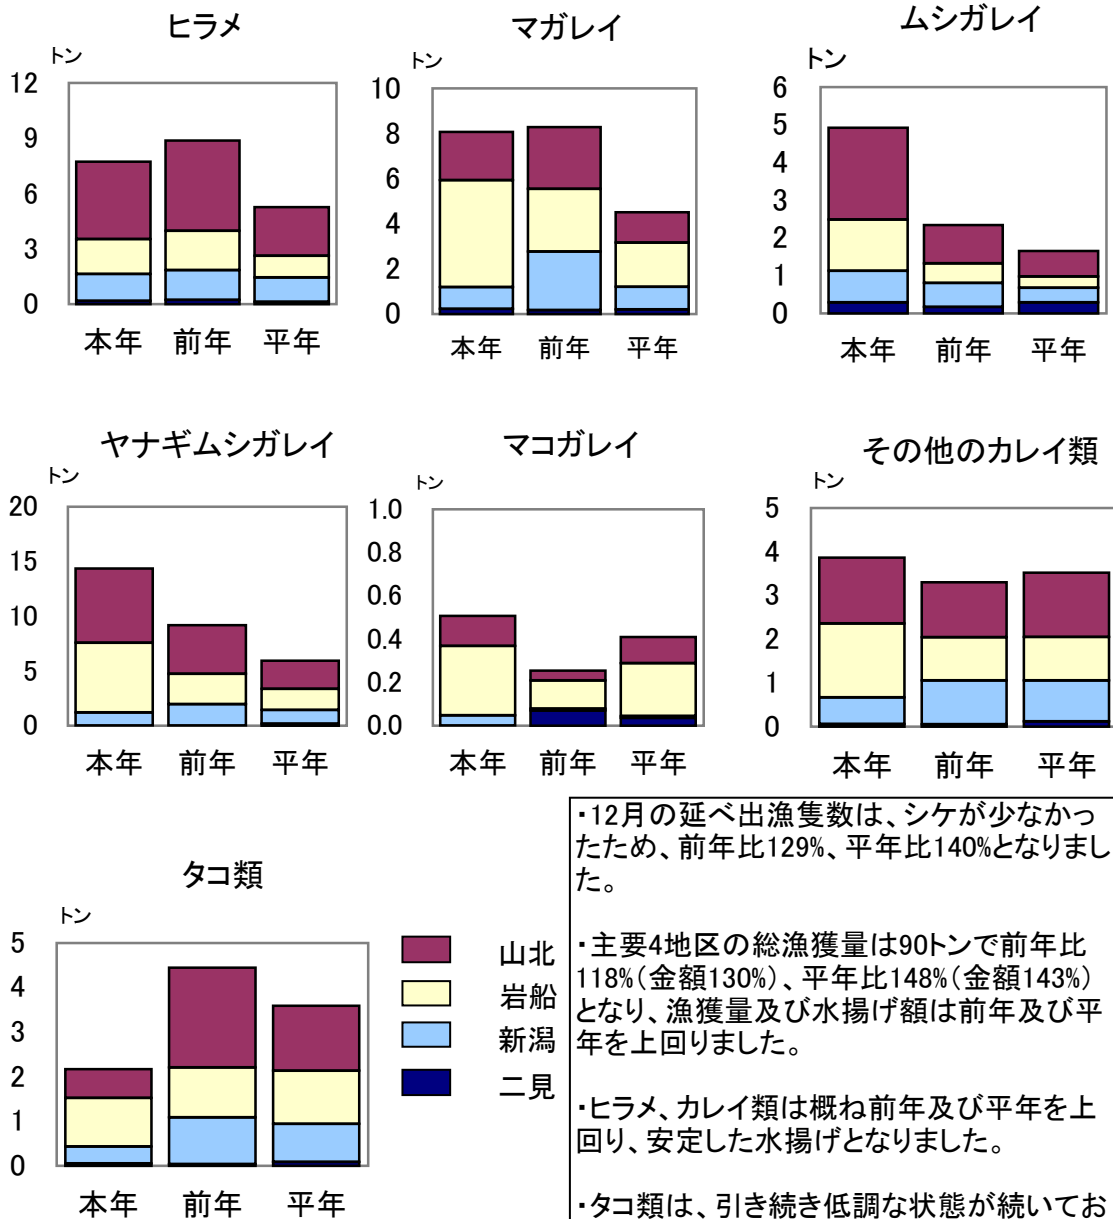 ヒラメ
トン
12
9
6
3
0
本年 前年 平年
マガレイ
トン
10
8
6
4
2
0
本年 前年 平年
ムシガレイ
トン
6
5
4
3
2
1
0
本年 前年 平年
ヤナギムシガレイ
トン
20
15
10
5
0
本年 前年 平年
マコガレイ
トン
1.0
0.8
0.6
0.4
0.2
0.0
本年 前年 平年
その他のカレイ類
トン
5
4
3
2
1
0
本年 前年 平年
タコ類
トン
5
4
3
2
1
0
本年 前年 平年
山北
岩船
新潟
二見
・12月の延べ出漁隻数は、シケが少なかっ
たため、前年比129%、平年比140%となりまし
た。
・主要4地区の総漁獲量は90トンで前年比
118%(金額130%)、平年比148%(金額143%)
となり、漁獲量及び水揚げ額は前年及び平
年を上回りました。
・ヒラメ、カレイ類は概ね前年及び平年を上
回り、安定した水揚げとなりました。
・タコ類は、引き続き低調な状態が続いてお